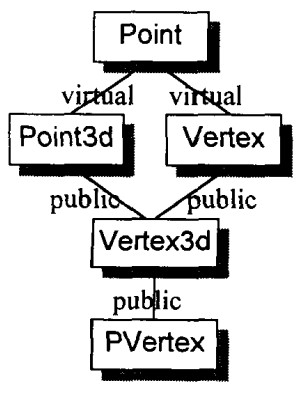 Point
virtual virtual
Point3d Vertex
public public
Vertex3d
public
PVertex